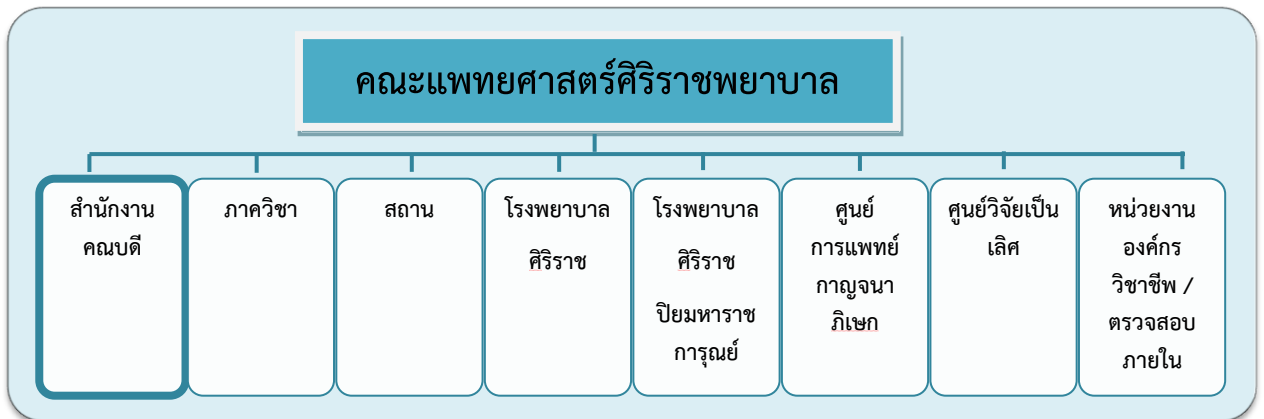 คณะแพทยศาสตร์ศิริราชพยาบาล
สำนักงาน
คณบดี
ภาควิชา
สถาน
โรงพยาบาล
ศิริราช
โรงพยาบาล
ศิริราช
ปิยมหาราช
การุณย์
ศูนย์
การแพทย์
กาญจนา
ภิเษก
ศูนย์วิจัยเป็น
เลิศ
หน่วยงาน
องค์กร
วิชาชีพ /
ตรวจสอบ
ภายใน